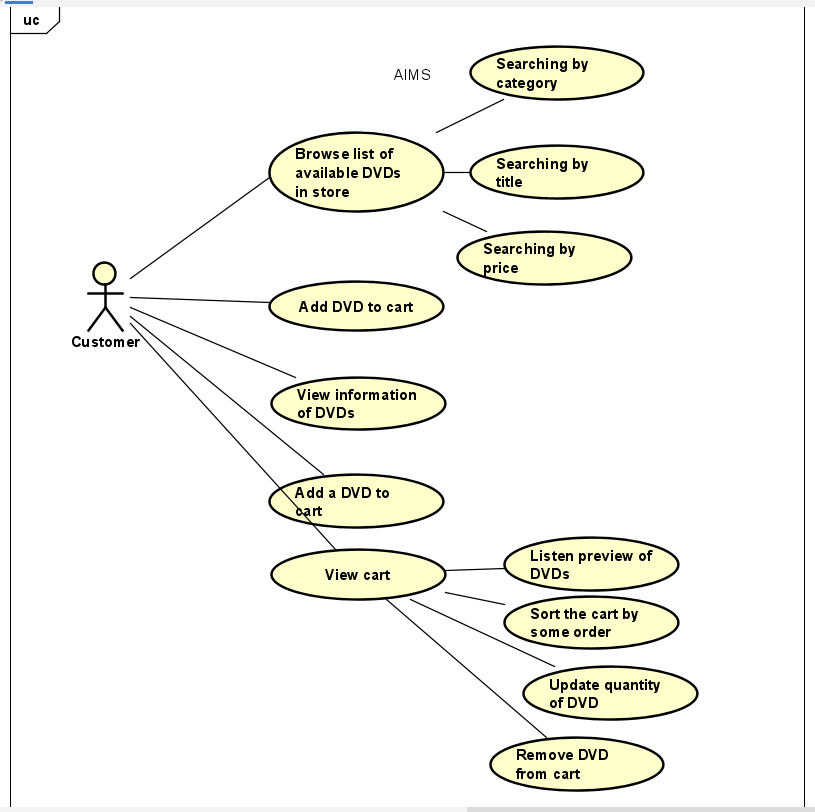 uc
AIMS
Searching by
category
Browse list of
available DVDs
in store
Searching by
title
Searching by
price
Customer
Add DVD to cart
View information
of DVDs
Add a DVD to
cart
View cart
Listen preview of
DVDs
Sort the cart by
some order
Update quantity
of DVD
Remove DVD
from cart